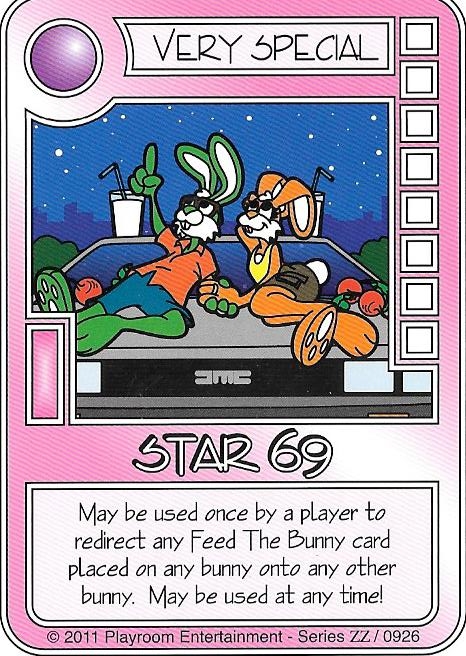 VERY SPECIAL
JMC
STAR 69
May be used once by a player to
redirect any Feed The Bunny card
placed on any bunny onto any other
bunny. May be used at any time!
© 2011 Playroom Entertainment - Series ZZ / 0926